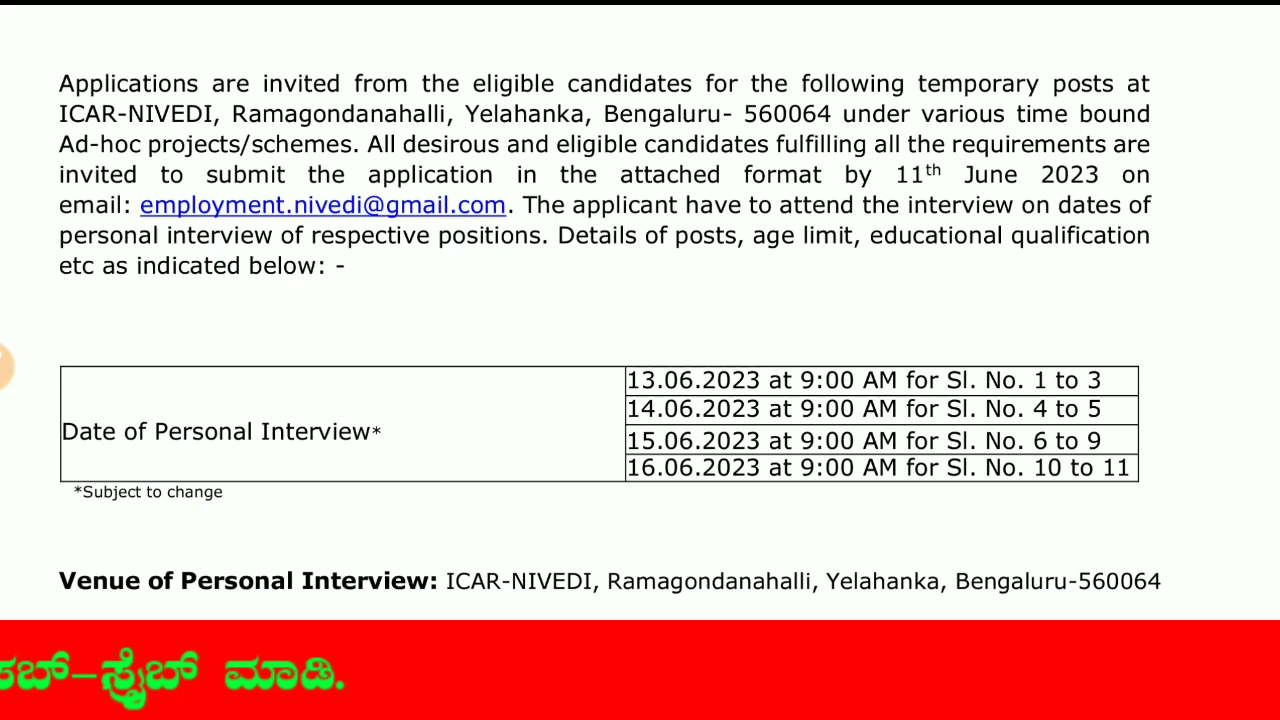 Applications are invited from the eligible candidates for the following temporary posts at
ICAR-NIVEDI, Ramagondanahalli, Yelahanka, Bengaluru- 560064 under various time bound
Ad-hoc projects/schemes. All desirous and eligible candidates fulfilling all the requirements are
invited to submit the application in the attached format by 11th June 2023 on
email: employment.nivedi@gmail.com. The applicant have to attend the interview on dates of
personal interview of respective positions. Details of posts, age limit, educational qualification
etc as indicated below: -
13.06.2023 at 9:00 AM for Sl. No. 1 to 3
14.06.2023 at 9:00 AM for Sl. No. 4 to 5
Date of Personal Interview*
15.06.2023 at 9:00 AM for Sl. No. 6 to 9
16.06.2023 at 9:00 AM for Sl. No. 10 to 11
*Subject to change
Venue of Personal Interview: ICAR-NIVEDI, Ramagondanahalli, Yelahanka, Bengaluru-560064
ಸಬ್-ಸ್ಕ್ರೈಬ್ ಮಾಡಿ.